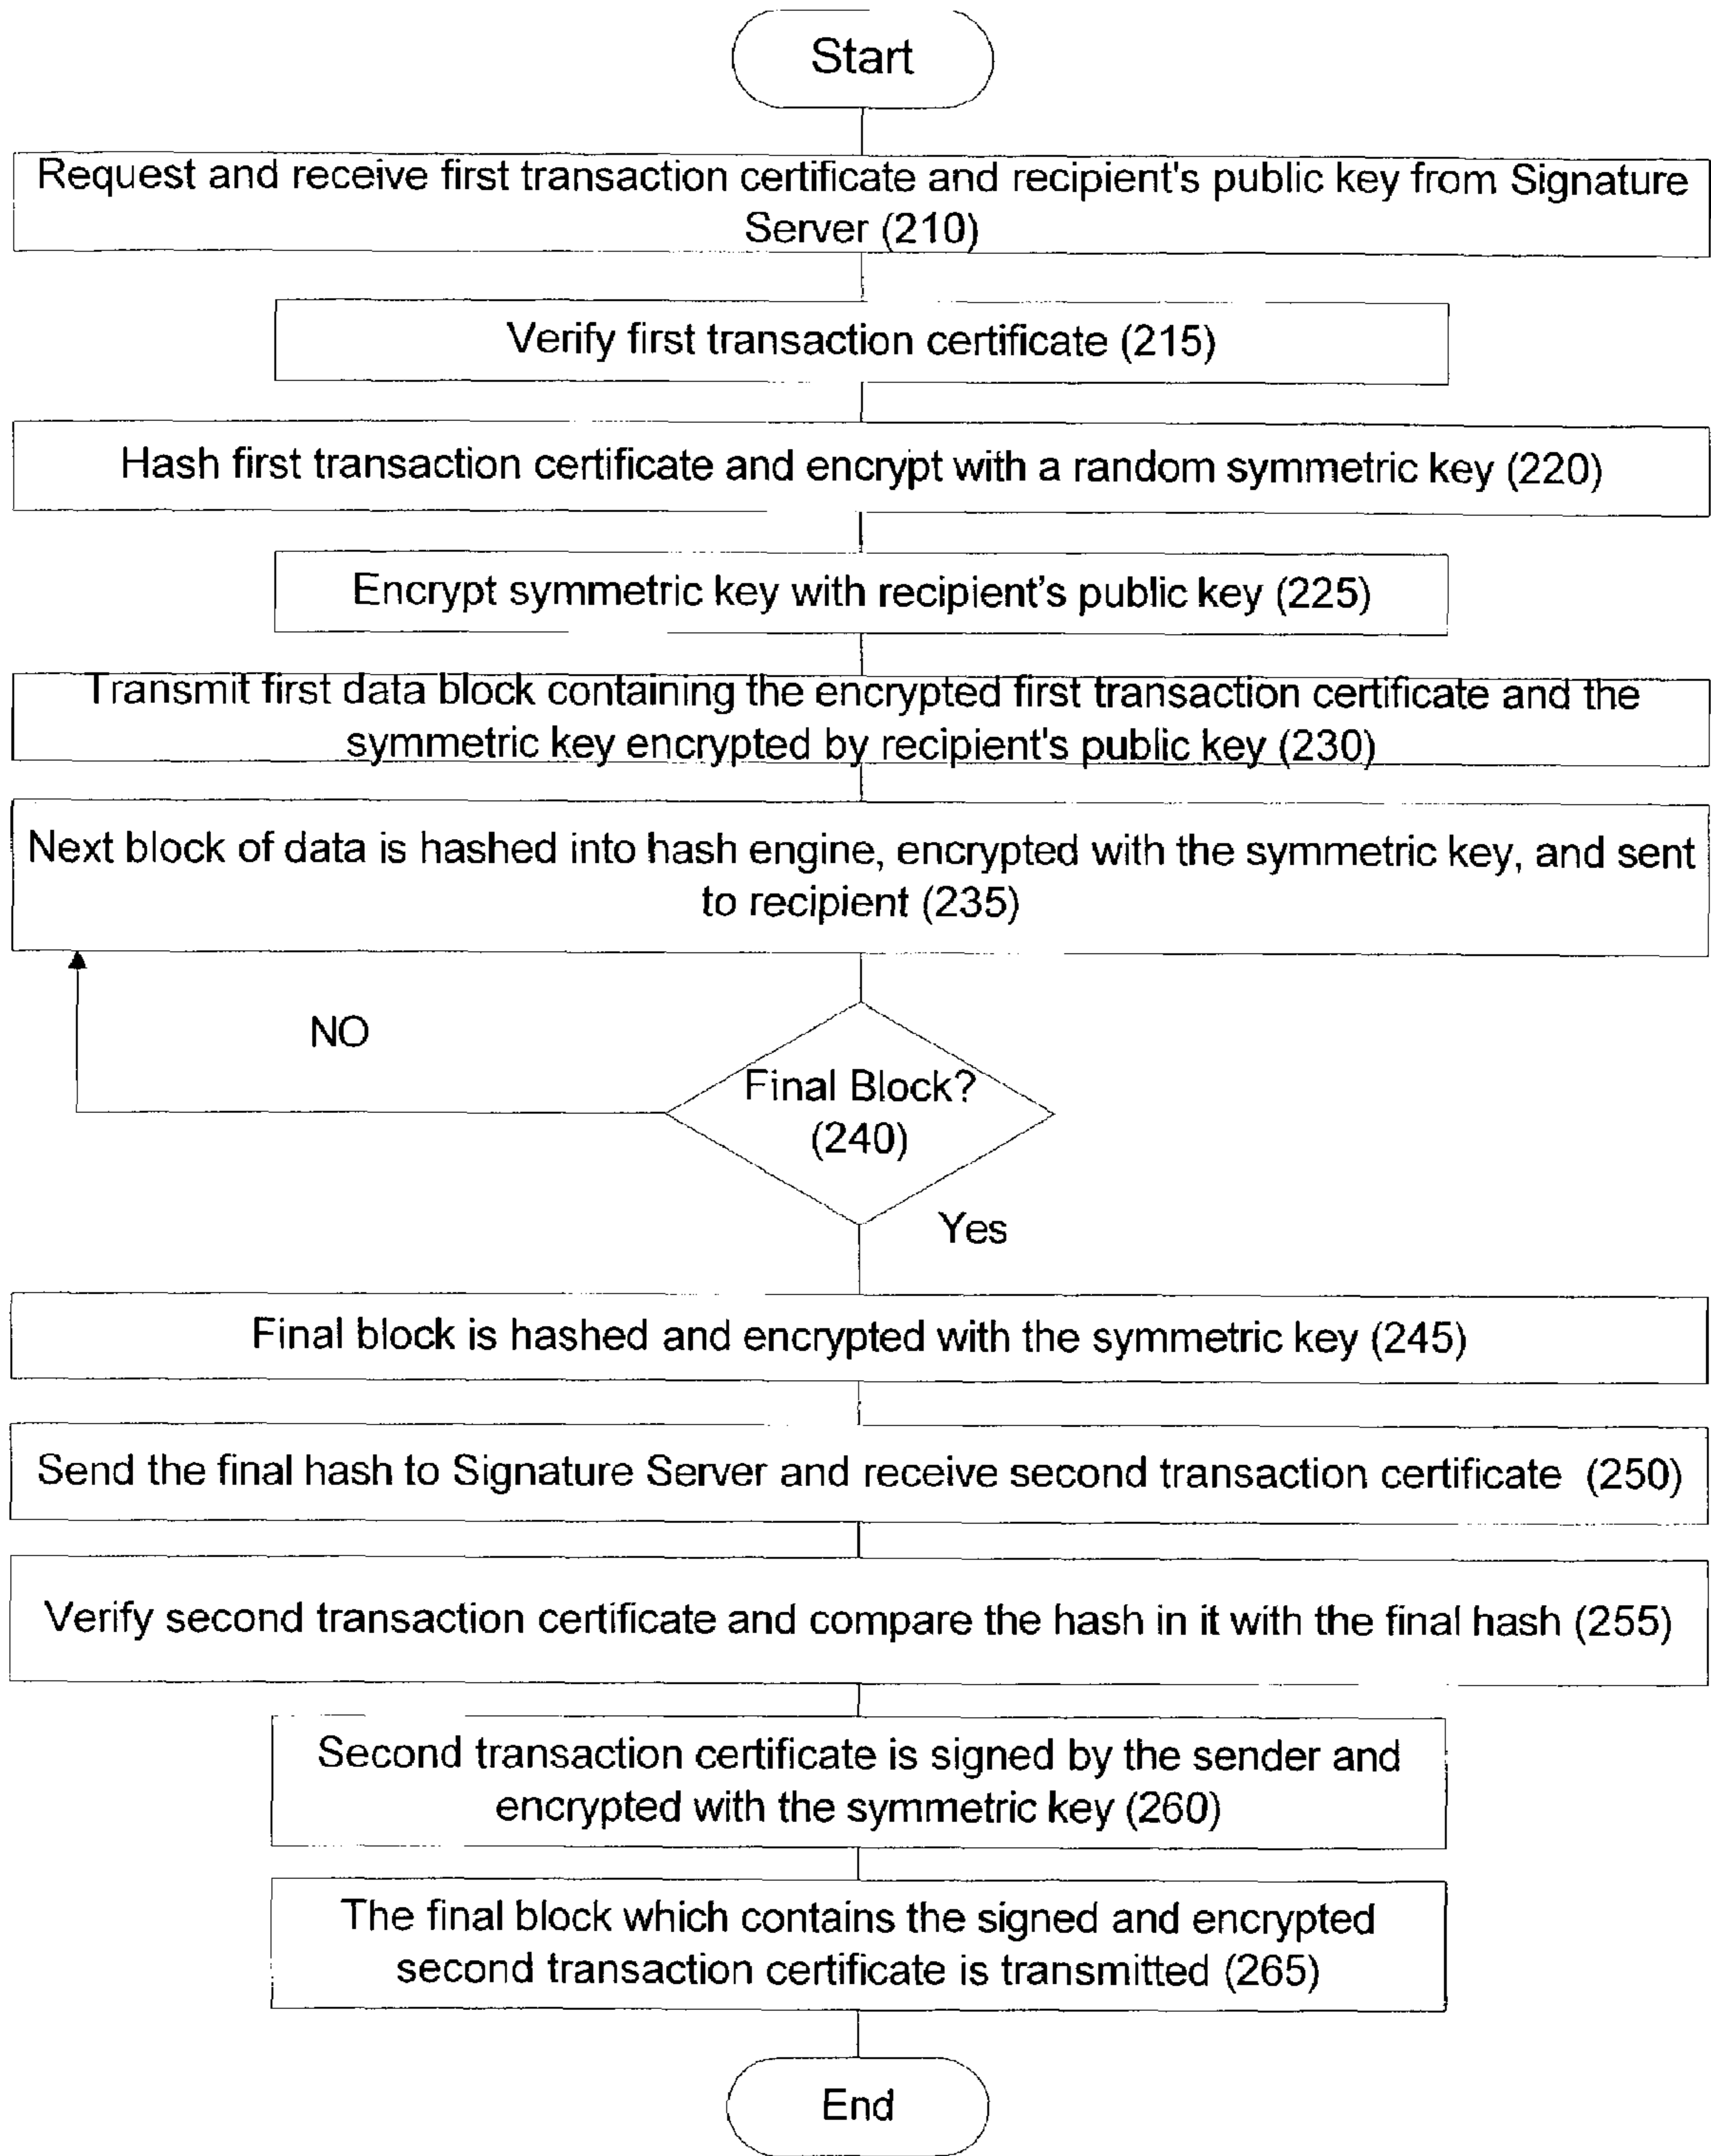 Start
Request and receive first transaction certificate and recipient's public key from Signature
Server (210)
Verify first transaction certificate (215)
Hash first transaction certificate and encrypt with a random symmetric key (220)
Encrypt symmetric key with recipient's public key (225)
Transmit first data block containing the encrypted first transaction certificate and the
symmetric key encrypted by recipient's public key (230)
Next block of data is hashed into hash engine, encrypted with the symmetric key, and sent
to recipient (235)
NO
Final Block?
(240)
Yes
Final block is hashed and encrypted with the symmetric key (245)
Send the final hash to Signature Server and receive second transaction certificate (250)
Verify second transaction certificate and compare the hash in it with the final hash (255)
Second transaction certificate is signed by the sender and
encrypted with the symmetric key (260)
The final block which contains the signed and encrypted
second transaction certificate is transmitted (265)
End